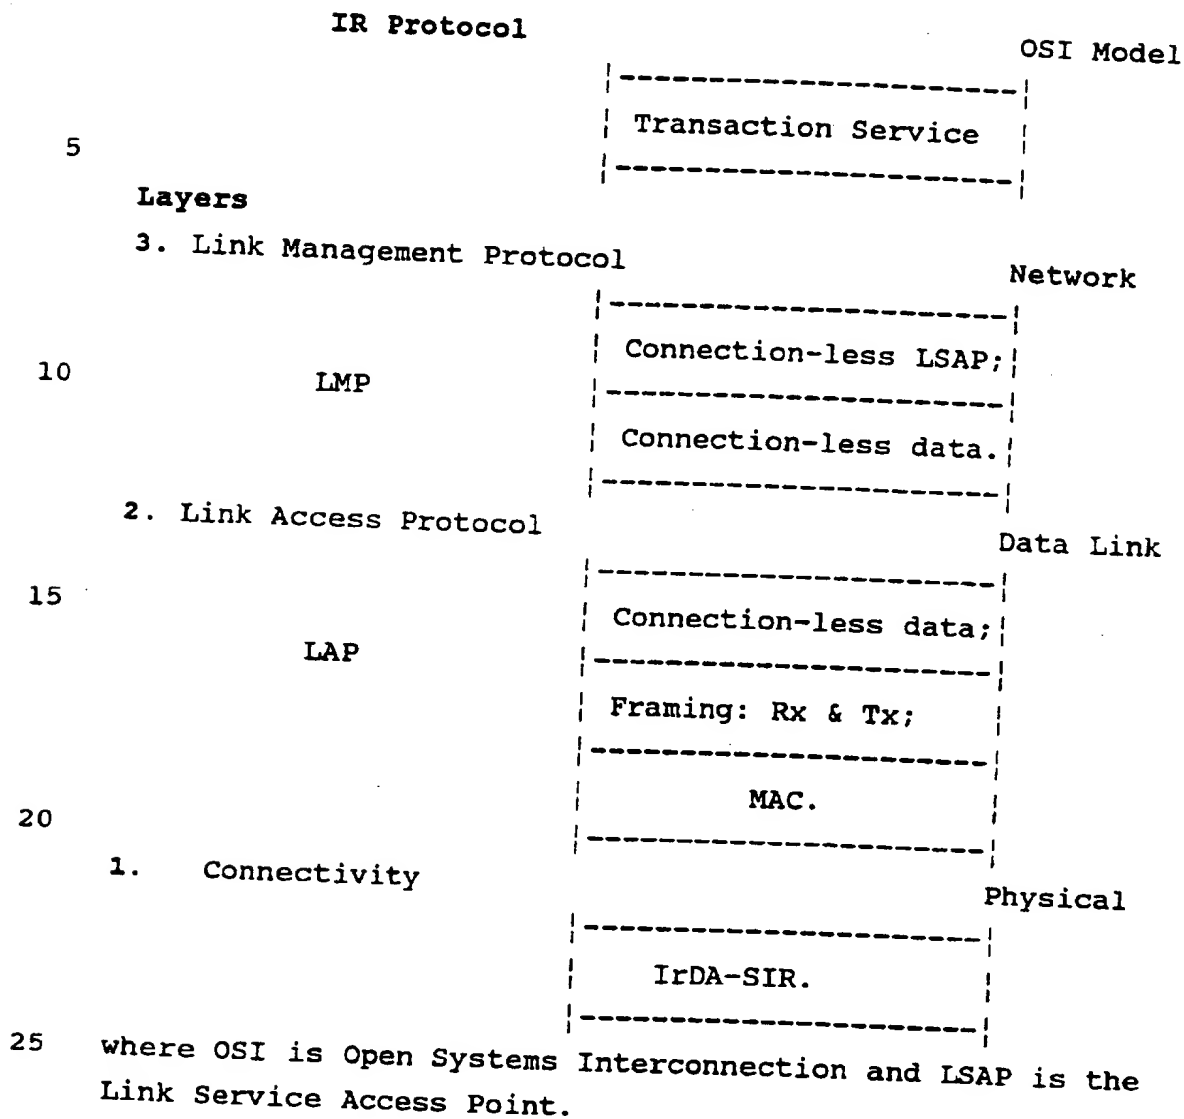 IR Protocol OSI Model
|----------------------|
| Transaction Service |
5 |----------------------|
Layers
3. Link Management Protocol Network
|----------------------|
| Connection-less LSAP;|
10 LMP |----------------------|
| Connection-less data.|
|----------------------|
2. Link Access Protocol Data Link
|----------------------|
15 | Connection-less data;|
LAP |----------------------|
| Framing: Rx & Tx; |
|----------------------|
| MAC. |
20 |----------------------|
1. Connectivity Physical
|----------------------|
| IrDA-SIR. |
|----------------------|
25 where OSI is Open Systems Interconnection and LSAP is the
Link Service Access Point.